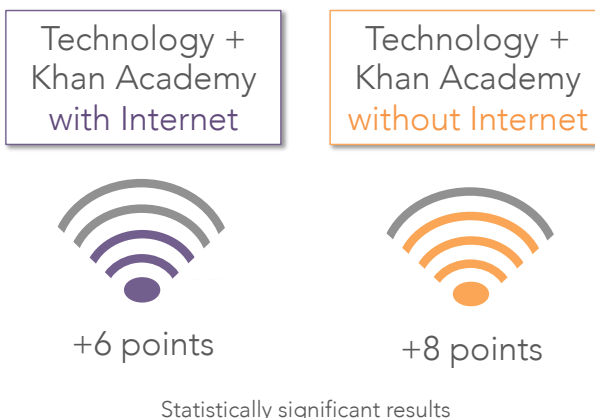 Technology +
Khan Academy
with Internet
Technology +
Khan Academy
without Internet
+6 points
+8 points
Statistically significant results